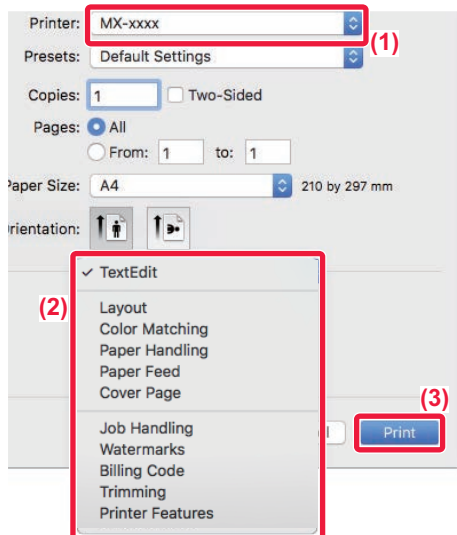 Printer: MX-xxxx
(1)
Presets: Default Settings
Copies: 1 Two-Sided
Pages: All
From: 1 to: 1
Paper Size: A4 210 by 297 mm
rientation:
(2)
✓ TextEdit
Layout
Color Matching
Paper Handling
Paper Feed
Cover Page
(3)
Job Handling
l Print
Watermarks
Billing Code
Trimming
Printer Features